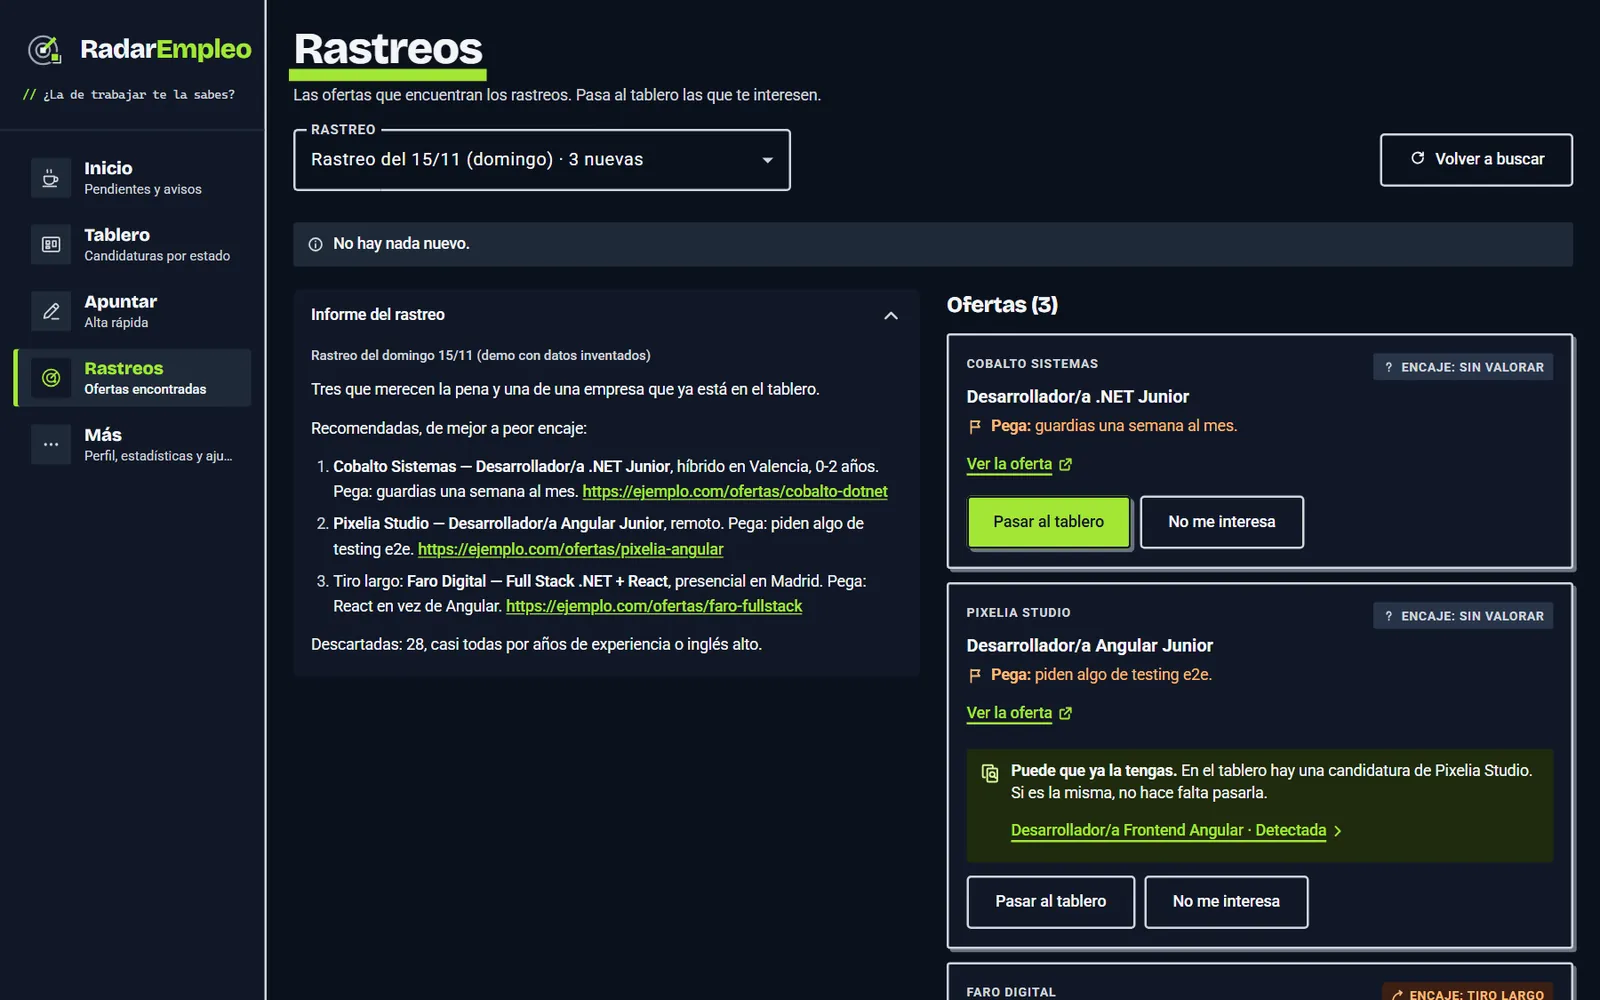 RadarEmpleo
// ¿La de trabajar te la sabes?
Inicio
Pendientes y avisos
Tablero
Candidaturas por estado
Apuntar
Alta rápida
Rastreos
Ofertas encontradas
Más
Perfil, estadísticas y aju…
Rastreos
Las ofertas que encuentran los rastreos. Pasa al tablero las que te interesen.
RASTREO
Rastreo del 15/11 (domingo) · 3 nuevas
Volver a buscar
No hay nada nuevo.
Informe del rastreo
Rastreo del domingo 15/11 (demo con datos inventados)
Tres que merecen la pena y una de una empresa que ya está en el tablero.
Recomendadas, de mejor a peor encaje:
1. Cobalto Sistemas — Desarrollador/a .NET Junior, híbrido en Valencia, 0-2 años.
Pega: guardias una semana al mes. https://ejemplo.com/ofertas/cobalto-dotnet
2. Pixelia Studio — Desarrollador/a Angular Junior, remoto. Pega: piden algo de
testing e2e. https://ejemplo.com/ofertas/pixelia-angular
3. Tiro largo: Faro Digital — Full Stack .NET + React, presencial en Madrid. Pega:
React en vez de Angular. https://ejemplo.com/ofertas/faro-fullstack
Descartadas: 28, casi todas por años de experiencia o inglés alto.
Ofertas (3)
COBALTO SISTEMAS
? ENCAJE: SIN VALORAR
Desarrollador/a .NET Junior
Pega: guardias una semana al mes.
Ver la oferta
Pasar al tablero
No me interesa
PIXELIA STUDIO
? ENCAJE: SIN VALORAR
Desarrollador/a Angular Junior
Pega: piden algo de testing e2e.
Ver la oferta
Puede que ya la tengas. En el tablero hay una candidatura de Pixelia Studio.
Si es la misma, no hace falta pasarla.
Desarrollador/a Frontend Angular · Detectada
Pasar al tablero
No me interesa
FARO DIGITAL
ENCAJE: TIRO LARGO